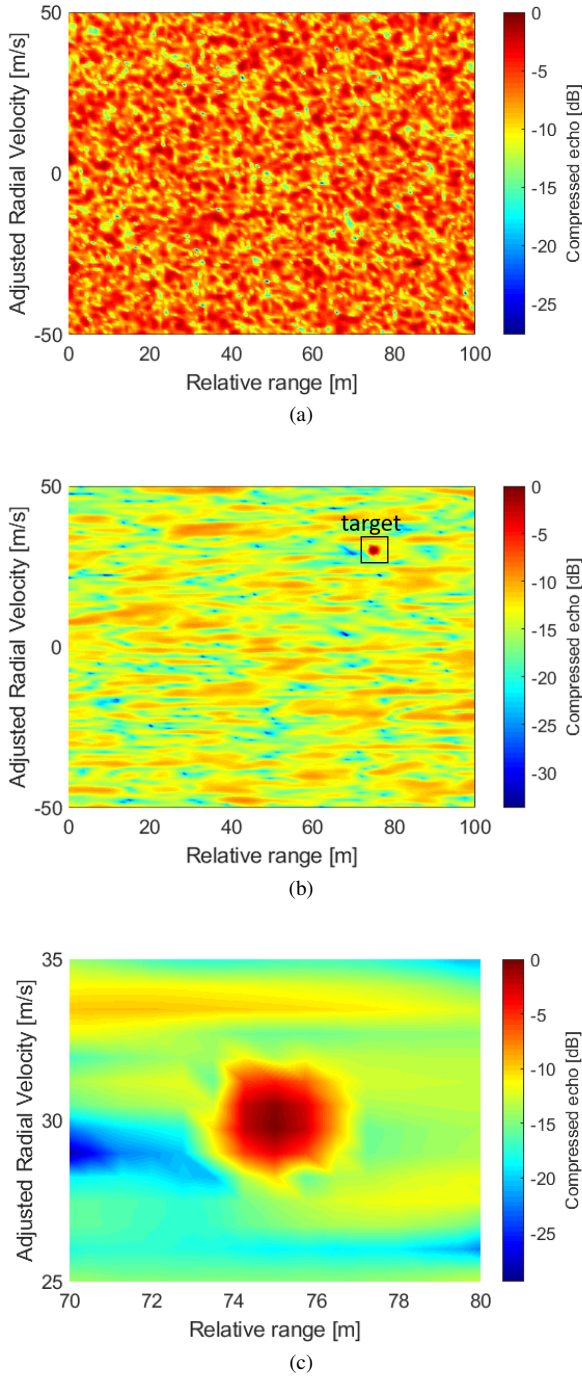 50
0
-50
Adjusted Radial Velocity [m/s]
0 20 40 60 80 100
Relative range [m]
0
-5
-10
-15
-20
-25
Compressed echo [dB]
(a)
50
0
-50
Adjusted Radial Velocity [m/s]
target
0 20 40 60 80 100
Relative range [m]
0
-5
-10
-15
-20
-25
-30
Compressed echo [dB]
(b)
35
30
25
Adjusted Radial Velocity [m/s]
70 72 74 76 78 80
Relative range [m]
0
-5
-10
-15
-20
-25
Compressed echo [dB]
(c)